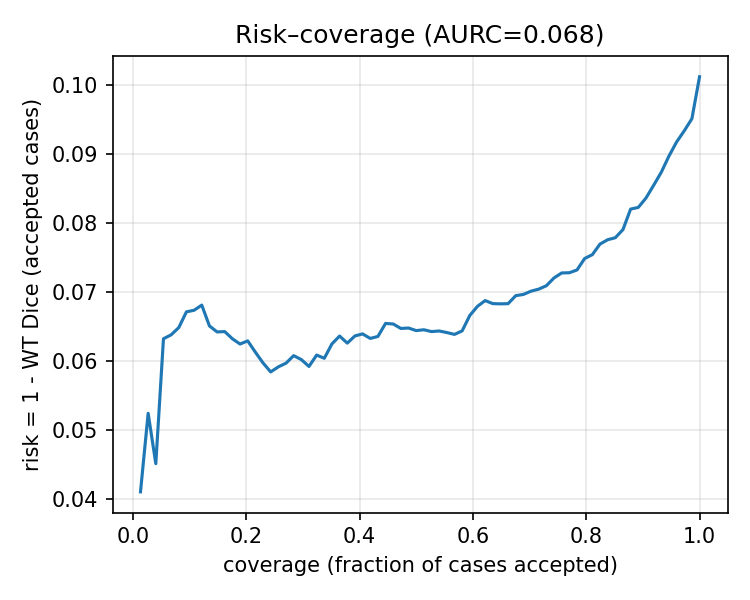 Risk–coverage (AURC=0.068)
risk = 1 - WT Dice (accepted cases)
0.10
0.09
0.08
0.07
0.06
0.05
0.04
0.0 0.2 0.4 0.6 0.8 1.0
coverage (fraction of cases accepted)